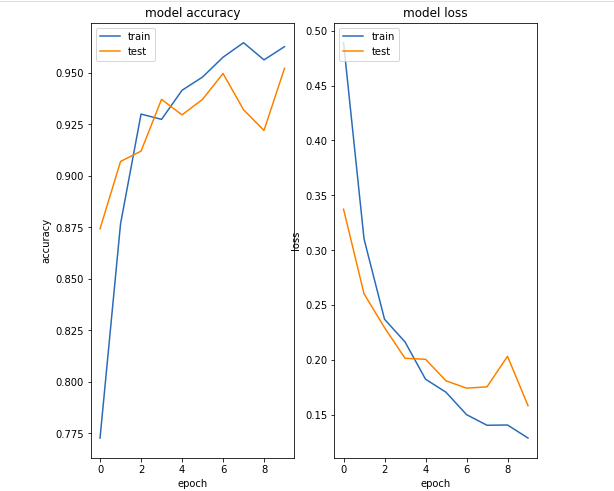 model accuracy
train
test
0.950
0.925
0.900
0.875
0.850
0.825
0.800
0.775
accuracy
0 2 4 6 8
epoch
model loss
train
test
0.50
0.45
0.40
0.35
0.30
0.25
0.20
0.15
loss
0 2 4 6 8
epoch